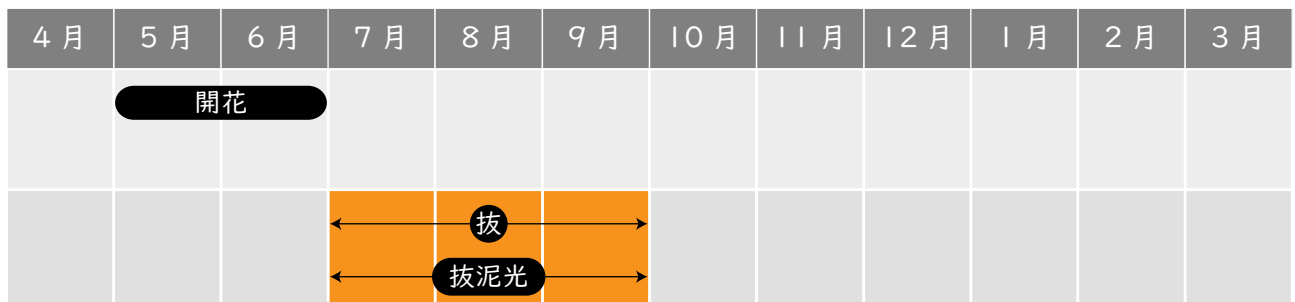 4月 5月 6月 7月 8月 9月 10月 11月 12月 1月 2月 3月
開花
抜
抜泥光